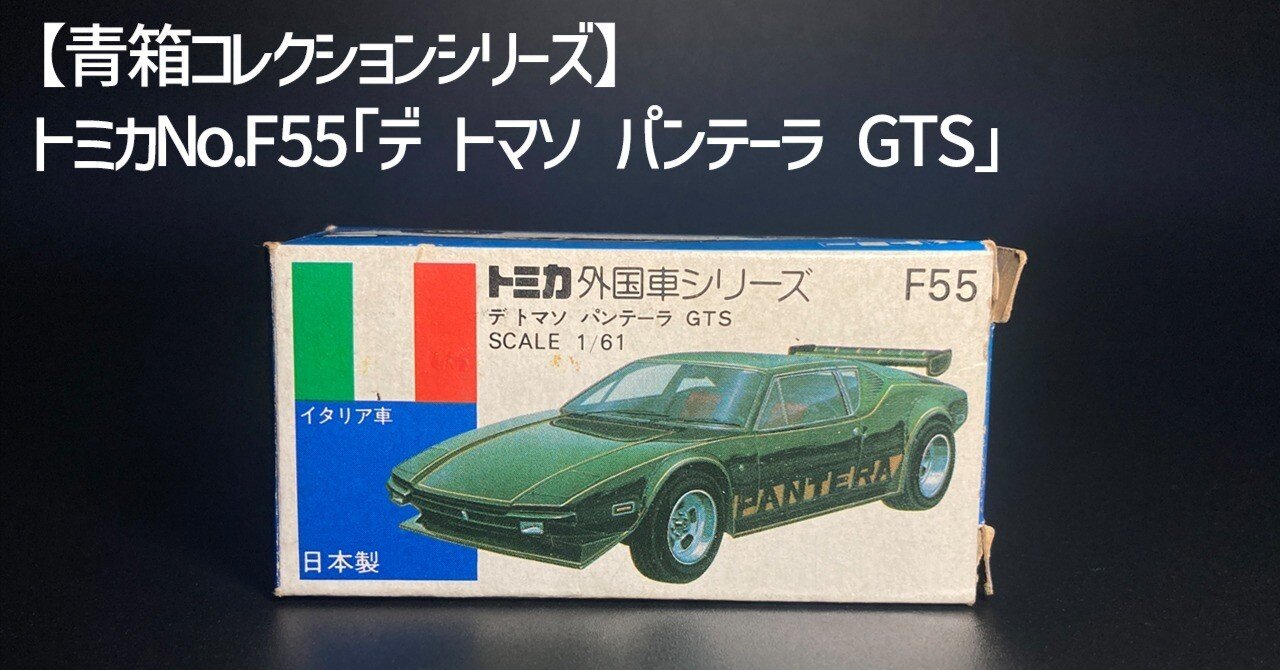 【青箱コレクションシリーズ】
トミカNo.F55「デ トマソ パンテーラ GTS」
トミカ 外国車シリーズ F55
デ トマソ パンテーラ GTS
SCALE 1/61
イタリア車
PANTERA
日本製